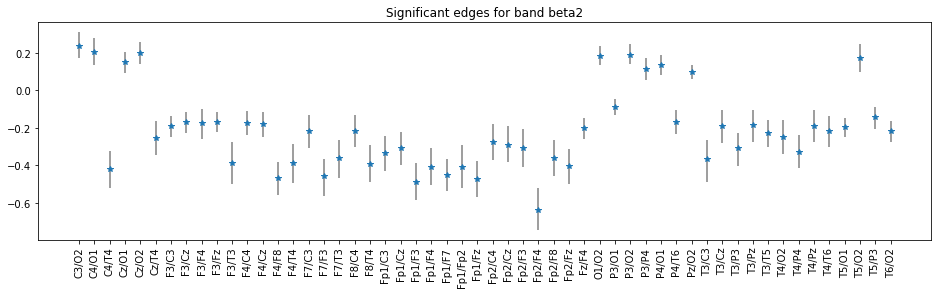 Significant edges for band beta2
0.2
0.0
−0.2
−0.4
−0.6
C3/O2
C4/O1
C4/T4
Cz/O1
Cz/O2
Cz/T4
F3/C3
F3/Cz
F3/F4
F3/Fz
F3/T3
F4/C4
F4/Cz
F4/F8
F4/T4
F7/C3
F7/F3
F7/T3
F8/C4
F8/T4
Fp1/C3
Fp1/Cz
Fp1/F3
Fp1/F4
Fp1/F7
Fp1/Fp2
Fp1/Fz
Fp2/C4
Fp2/Cz
Fp2/F3
Fp2/F4
Fp2/F8
Fp2/Fz
Fz/F4
O1/O2
P3/O1
P3/O2
P3/P4
P4/O1
P4/T6
Pz/O2
T3/C3
T3/Cz
T3/P3
T3/Pz
T3/T5
T4/O2
T4/P4
T4/Pz
T4/T6
T5/O1
T5/O2
T5/P3
T6/O2